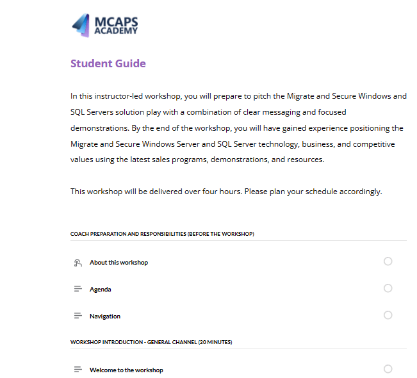 MCAPS
ACADEMY
Student Guide
In this instructor-led workshop, you will prepare to pitch the Migrate and Secure Windows and
SQL Servers solution play with a combination of clear messaging and focused
demonstrations. By the end of the workshop, you will have gained experience positioning the
Migrate and Secure Windows Server and SQL Server technology, business, and competitive
values using the latest sales programs, demonstrations, and resources.
This workshop will be delivered over four hours. Please plan your schedule accordingly.
COACH PREPARATION AND RESPONSIBILITIES (BEFORE THE WORKSHOP)
About this workshop
Agenda
Navigation
WORKSHOP INTRODUCTION - GENERAL CHANNEL (20 MINUTES)
Welcome to the workshop